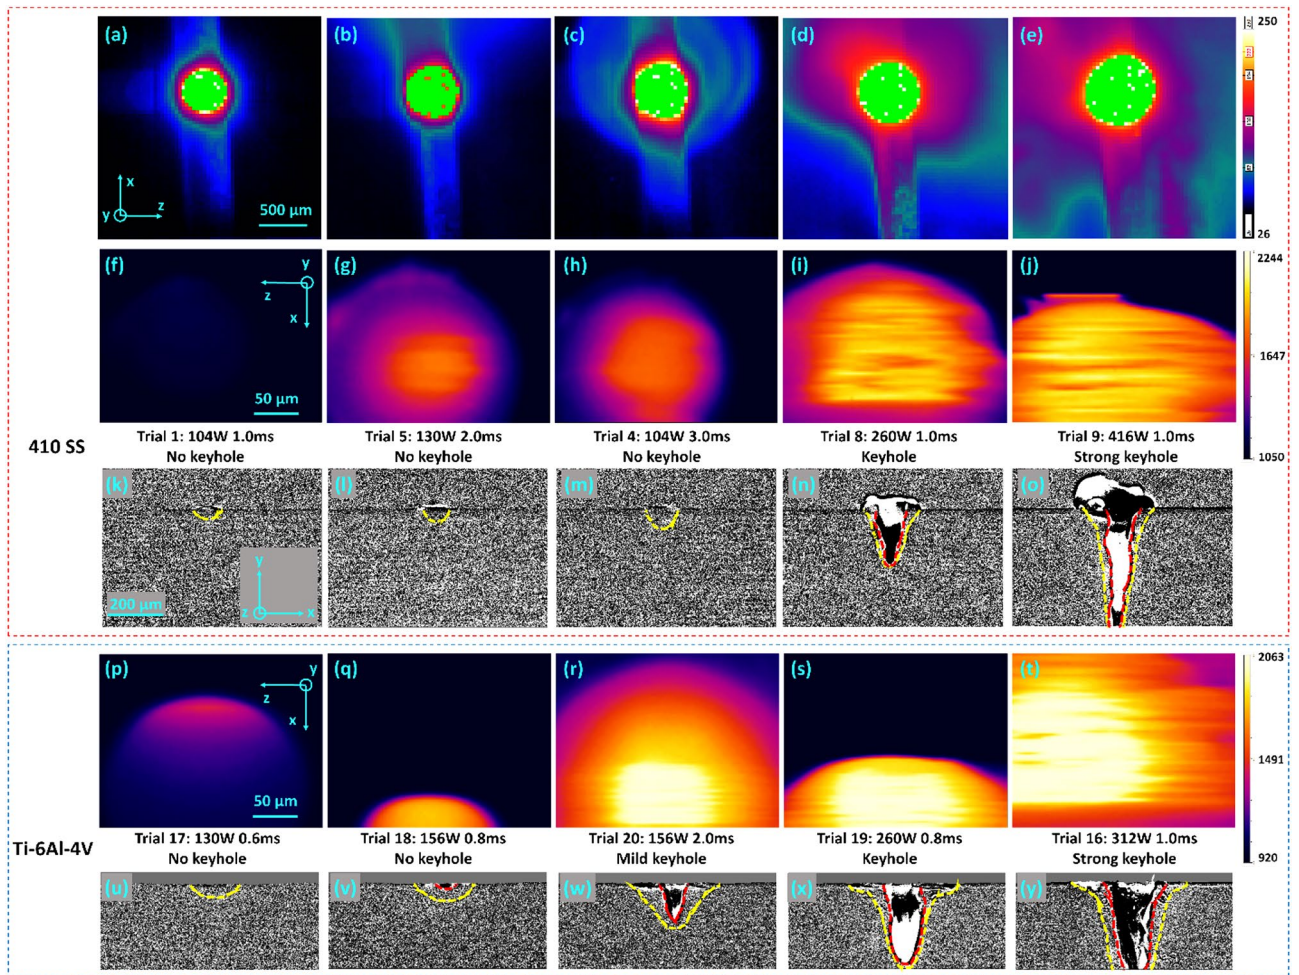 (a)
(b)
(c)
(d)
(e)
250
26
x
y
z
500 μm
(f)
(g)
(h)
(i)
(j)
2244
1647
1050
y
z
x
50 μm
410 SS
Trial 1: 104W 1.0ms
No keyhole
Trial 5: 130W 2.0ms
No keyhole
Trial 4: 104W 3.0ms
No keyhole
Trial 8: 260W 1.0ms
Keyhole
Trial 9: 416W 1.0ms
Strong keyhole
(k)
(l)
(m)
(n)
(o)
y
z
x
200 μm
(p)
(q)
(r)
(s)
(t)
2063
1491
920
y
z
x
50 μm
Ti-6Al-4V
Trial 17: 130W 0.6ms
No keyhole
Trial 18: 156W 0.8ms
No keyhole
Trial 20: 156W 2.0ms
Mild keyhole
Trial 19: 260W 0.8ms
Keyhole
Trial 16: 312W 1.0ms
Strong keyhole
(u)
(v)
(w)
(x)
(y)